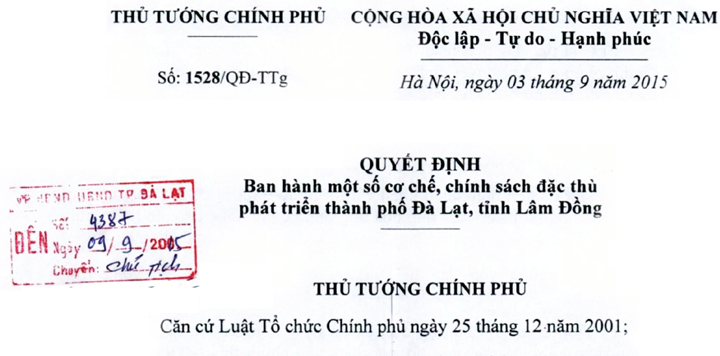 THỦ TƯỚNG CHÍNH PHỦ
CỘNG HÒA XÃ HỘI CHỦ NGHĨA VIỆT NAM
Độc lập - Tự do - Hạnh phúc
Số: 1528/QĐ-TTg
Hà Nội, ngày 03 tháng 9 năm 2015
QUYẾT ĐỊNH
Ban hành một số cơ chế, chính sách đặc thù
phát triển thành phố Đà Lạt, tỉnh Lâm Đồng
VP HĐND UBND TP ĐÀ LẠT
ĐẾN
Số: 4387
Ngày 09/9/2015
Chuyển: Chủ tịch
THỦ TƯỚNG CHÍNH PHỦ
Căn cứ Luật Tổ chức Chính phủ ngày 25 tháng 12 năm 2001;